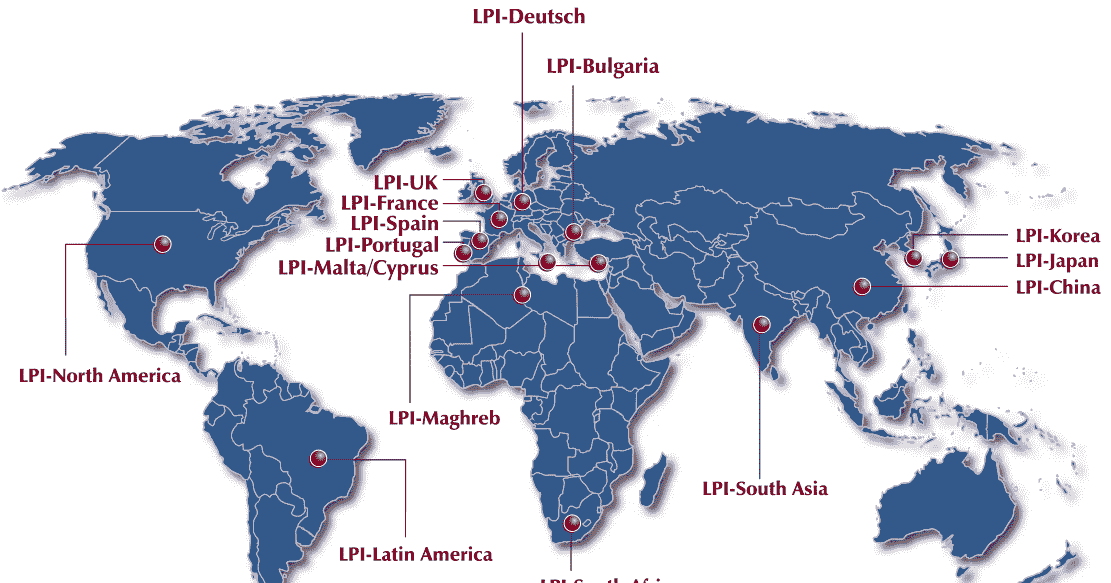 LPI-Deutsch
LPI-Bulgaria
LPI-UK
LPI-France
LPI-Spain
LPI-Portugal
LPI-Malta/Cyprus
LPI-Korea
LPI-Japan
LPI-China
LPI-North America
LPI-Maghreb
LPI-South Asia
LPI-Latin America